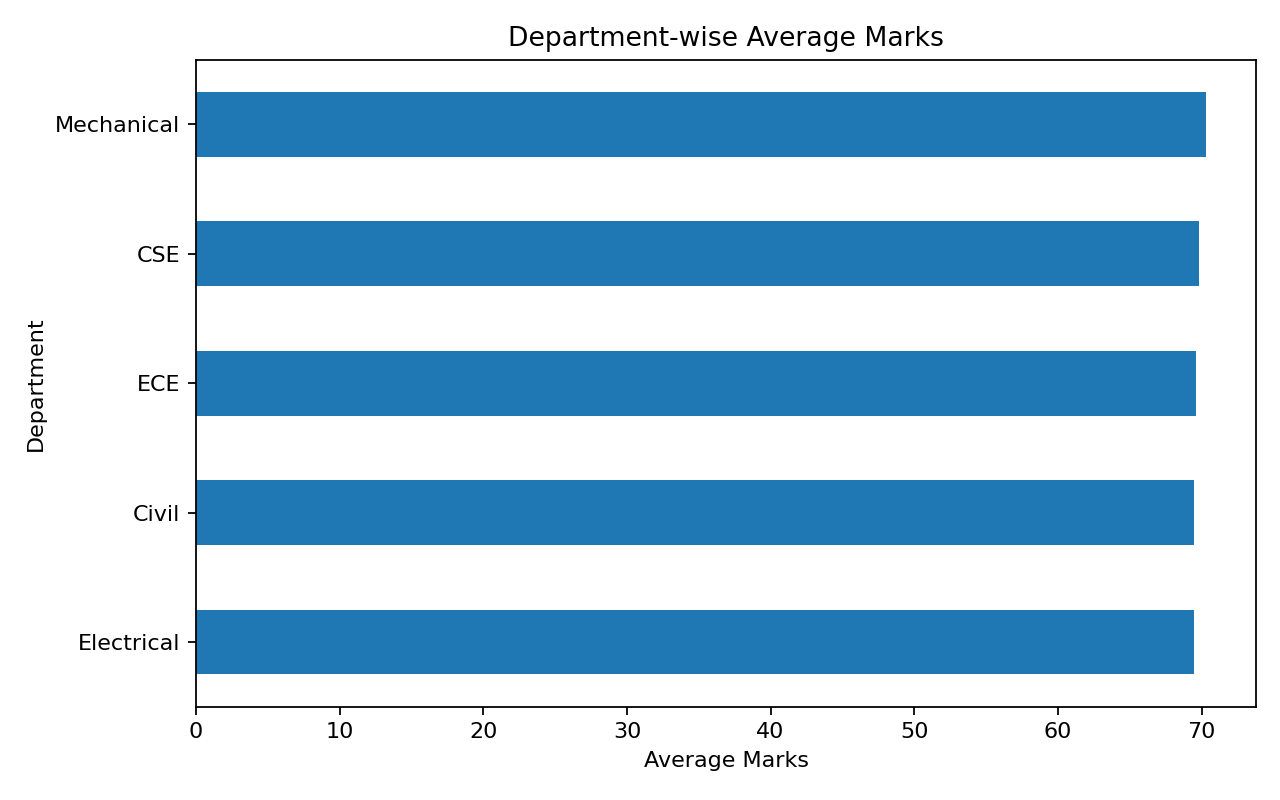 Department-wise Average Marks
Mechanical
CSE
ECE
Civil
Electrical
Department
0 10 20 30 40 50 60 70
Average Marks